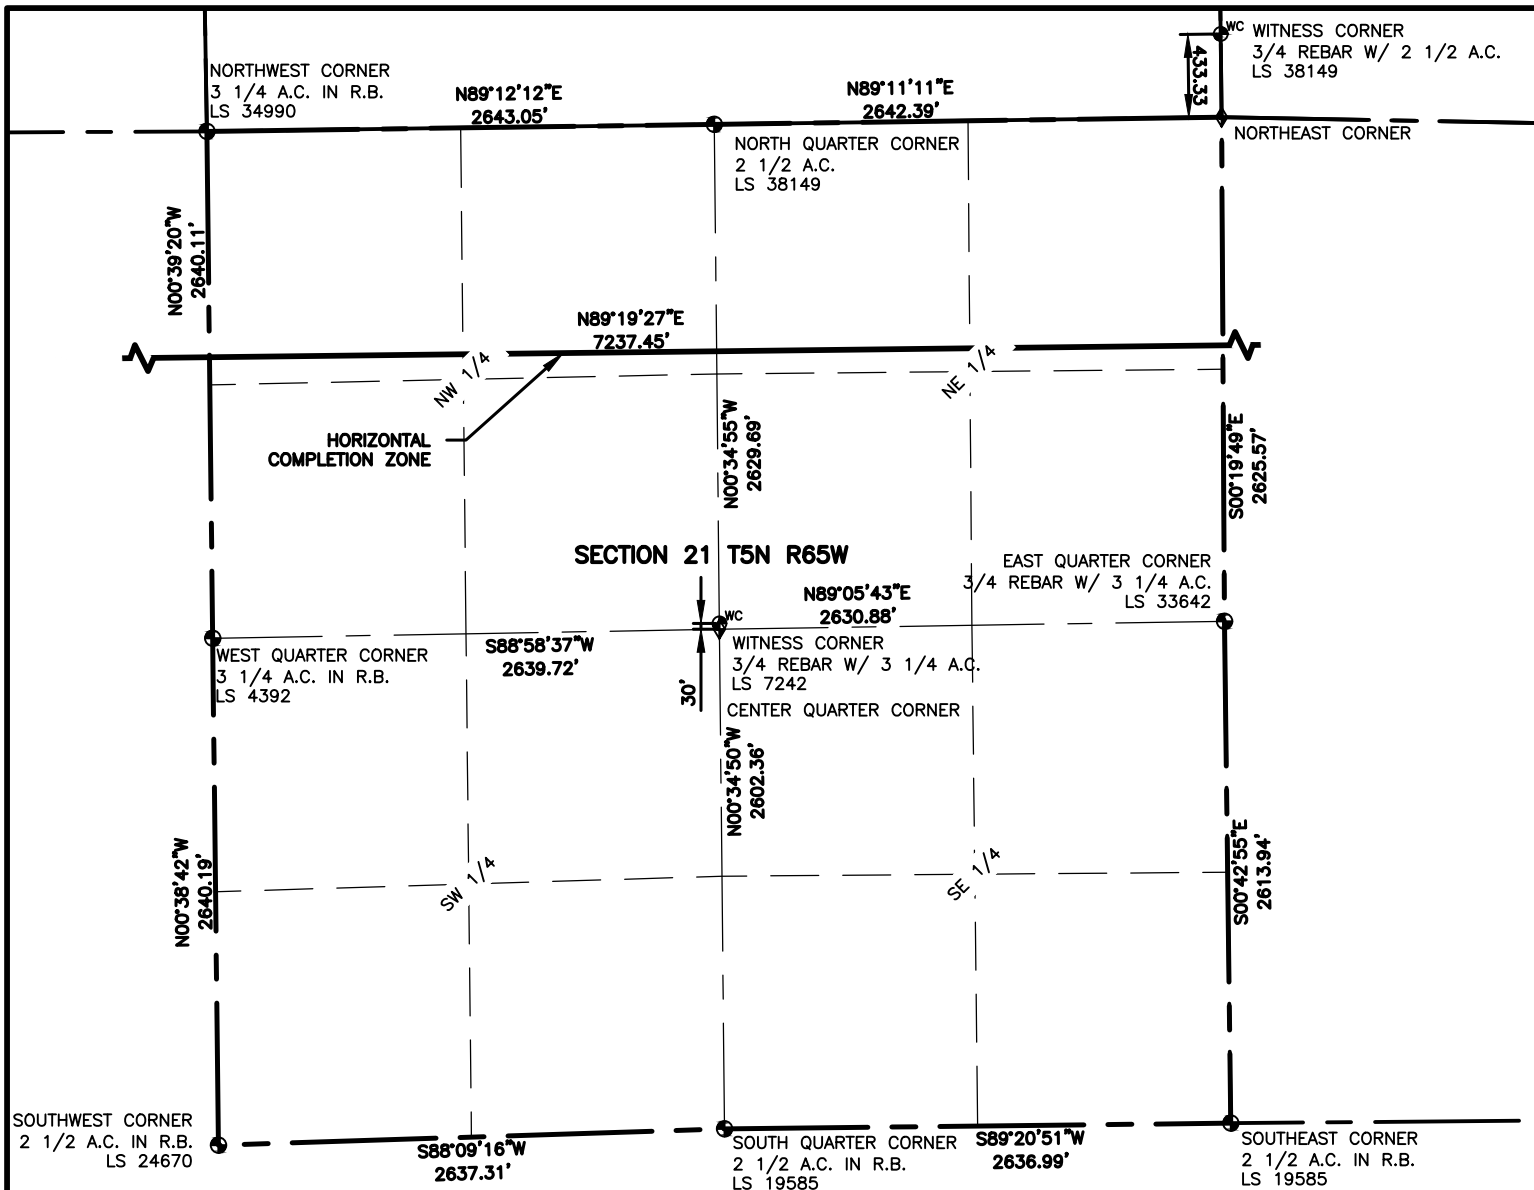 WC WITNESS CORNER
3/4 REBAR W/ 2 1/2 A.C.
LS 38149
433.33
NORTHWEST CORNER
3 1/4 A.C. IN R.B.
LS 34990
N89°12'12"E
2643.05'
N89°11'11"E
2642.39'
NORTHEAST CORNER
NORTH QUARTER CORNER
2 1/2 A.C.
LS 38149
N00°39'20"W
2640.11'
N89°19'27"E
7237.45'
NW 1/4
NE 1/4
HORIZONTAL
COMPLETION ZONE
N00°34'55"W
2629.69'
S00°19'49"E
2625.57'
SECTION 21 T5N R65W
EAST QUARTER CORNER
3/4 REBAR W/ 3 1/4 A.C.
LS 33642
N89°05'43"E
2630.88'
WC
WITNESS CORNER
3/4 REBAR W/ 3 1/4 A.C.
LS 7242
S88°58'37"W
2639.72'
WEST QUARTER CORNER
3 1/4 A.C. IN R.B.
LS 4392
30'
CENTER QUARTER CORNER
N00°34'50"W
2602.36'
N00°38'42"W
2640.19'
SW 1/4
SE 1/4
S00°42'55"E
2613.94'
SOUTHWEST CORNER
2 1/2 A.C. IN R.B.
LS 24670
S88°09'16"W
2637.31'
SOUTH QUARTER CORNER
2 1/2 A.C. IN R.B.
LS 19585
S89°20'51"W
2636.99'
SOUTHEAST CORNER
2 1/2 A.C. IN R.B.
LS 19585